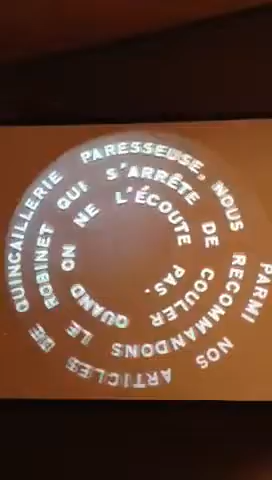 PARMI NOS ARTICLES DE QUINCAILLERIE PARESSEUSE, NOUS RECOMMANDONS LE ROBINET QUI S'ARRÊTE DE COULER QUAND ON NE L'ÉCOUTE PAS.